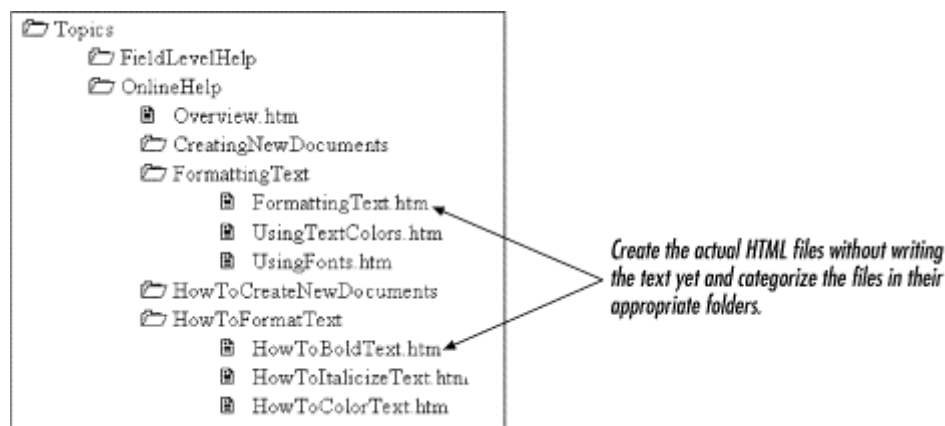 Topics
FieldLevelHelp
OnlineHelp
Overview.htm
CreatingNewDocuments
FormattingText
FormattingText.htm
UsingTextColors.htm
UsingFonts.htm
HowToCreateNewDocuments
HowToFormatText
HowToBoldText.htm
HowToItalicizeText.htm
HowToColorText.htm
Create the actual HTML files without writing
the text yet and categorize the files in their
appropriate folders.